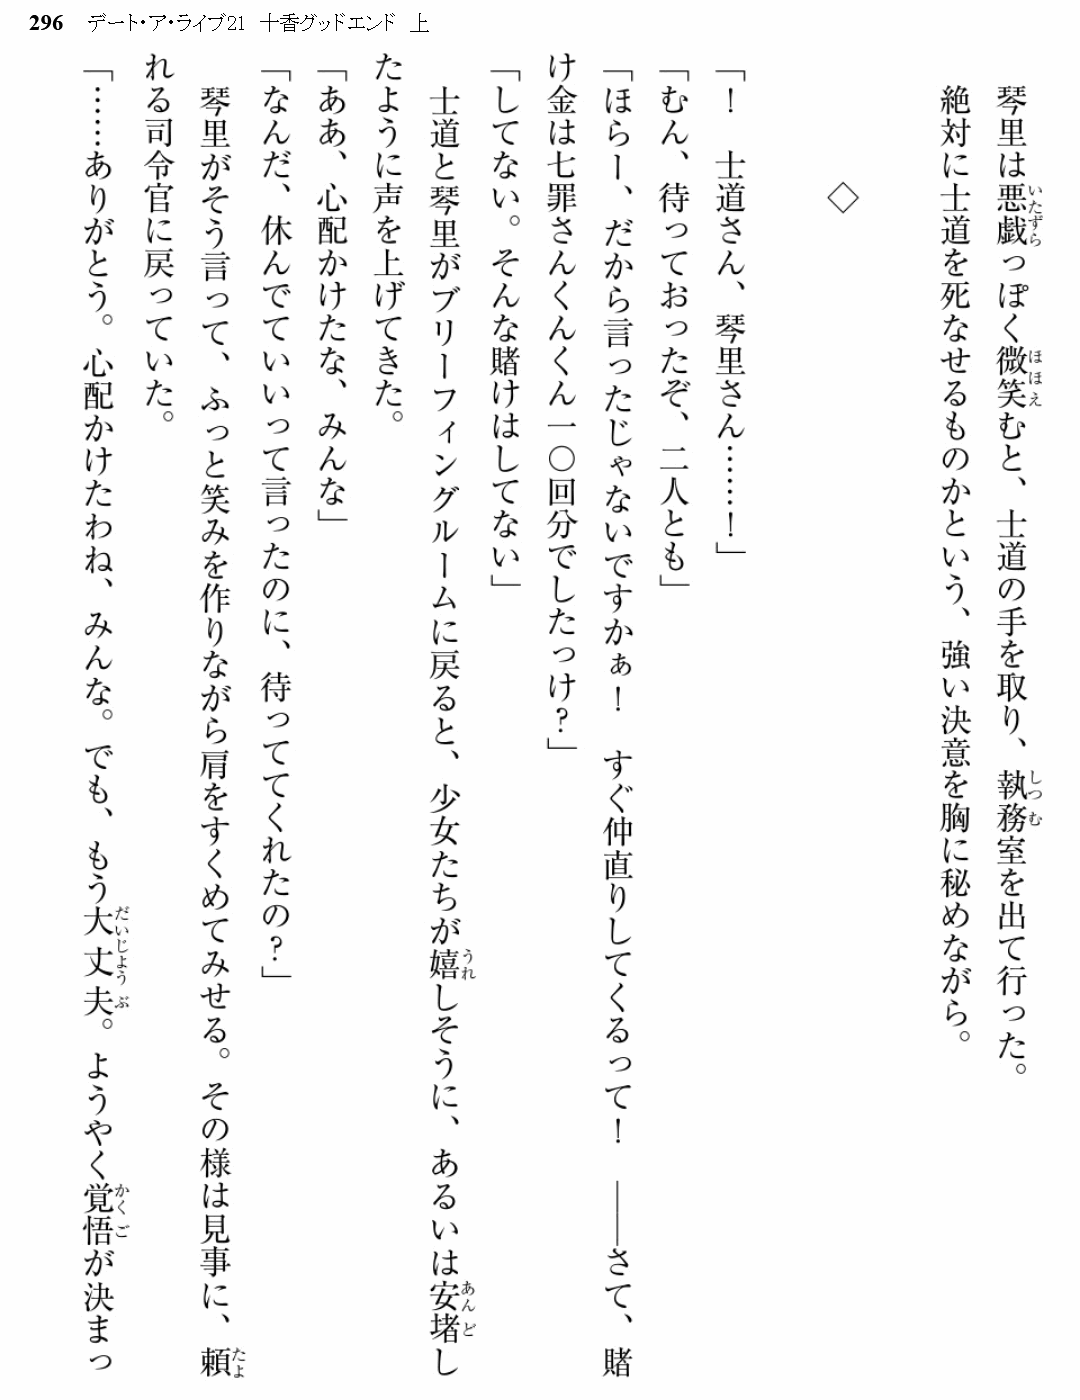 296　デート・ア・ライブ21　十香グッドエンド　上
琴里は悪戯っぽく微笑むと、士道の手を取り、執務室を出て行った。
絶対に士道を死なせるものかという、強い決意を胸に秘めながら。
◇
「！　士道さん、琴里さん……！」
「むん、待っておったぞ、二人とも」
「ほらー、だから言ったじゃないですかぁ！　すぐ仲直りしてくるって！　――さて、賭
け金は七罪さんくんくん一〇回分でしたっけ？」
「してない。そんな賭けはしてない」
士道と琴里がブリーフィングルームに戻ると、少女たちが嬉しそうに、あるいは安堵し
たように声を上げてきた。
「ああ、心配かけたな、みんな」
「なんだ、休んでていいって言ったのに、待っててくれたの？」
琴里がそう言って、ふっと笑みを作りながら肩をすくめてみせる。その様は見事に、頼
れる司令官に戻っていた。
「……ありがとう。心配かけたわね、みんな。でも、もう大丈夫。ようやく覚悟が決まっ